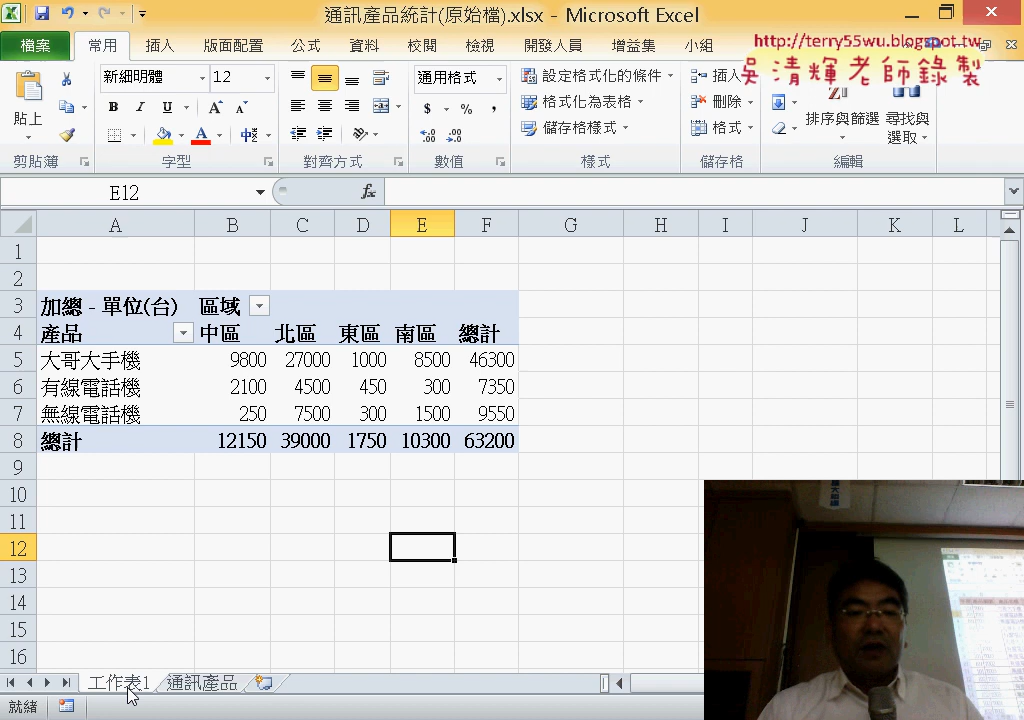 通訊產品統計(原始檔).xlsx - Microsoft Excel
檔案 常用 插入 版面配置 公式 資料 校閱 檢視 開發人員 增益集 小組
http://terry55wu.blogspot.tw
吳清輝老師錄製
新細明體 12 通用格式 設定格式化的條件 插入
B I U A A $ % , 格式化為表格 刪除
貼上 A 中 儲存格樣式 格式 排序與篩選 尋找與
選取
剪貼簿 字型 對齊方式 數值 樣式 儲存格 編輯
E12 fx
A B C D E F G H I J K L
1
2
3 加總 - 單位(台) 區域
4 產品 中區 北區 東區 南區 總計
5 大哥大手機 9800 27000 1000 8500 46300
6 有線電話機 2100 4500 450 300 7350
7 無線電話機 250 7500 300 1500 9550
8 總計 12150 39000 1750 10300 63200
9
10
11
12
13
14
15
16
工作表1 通訊產品
就緒